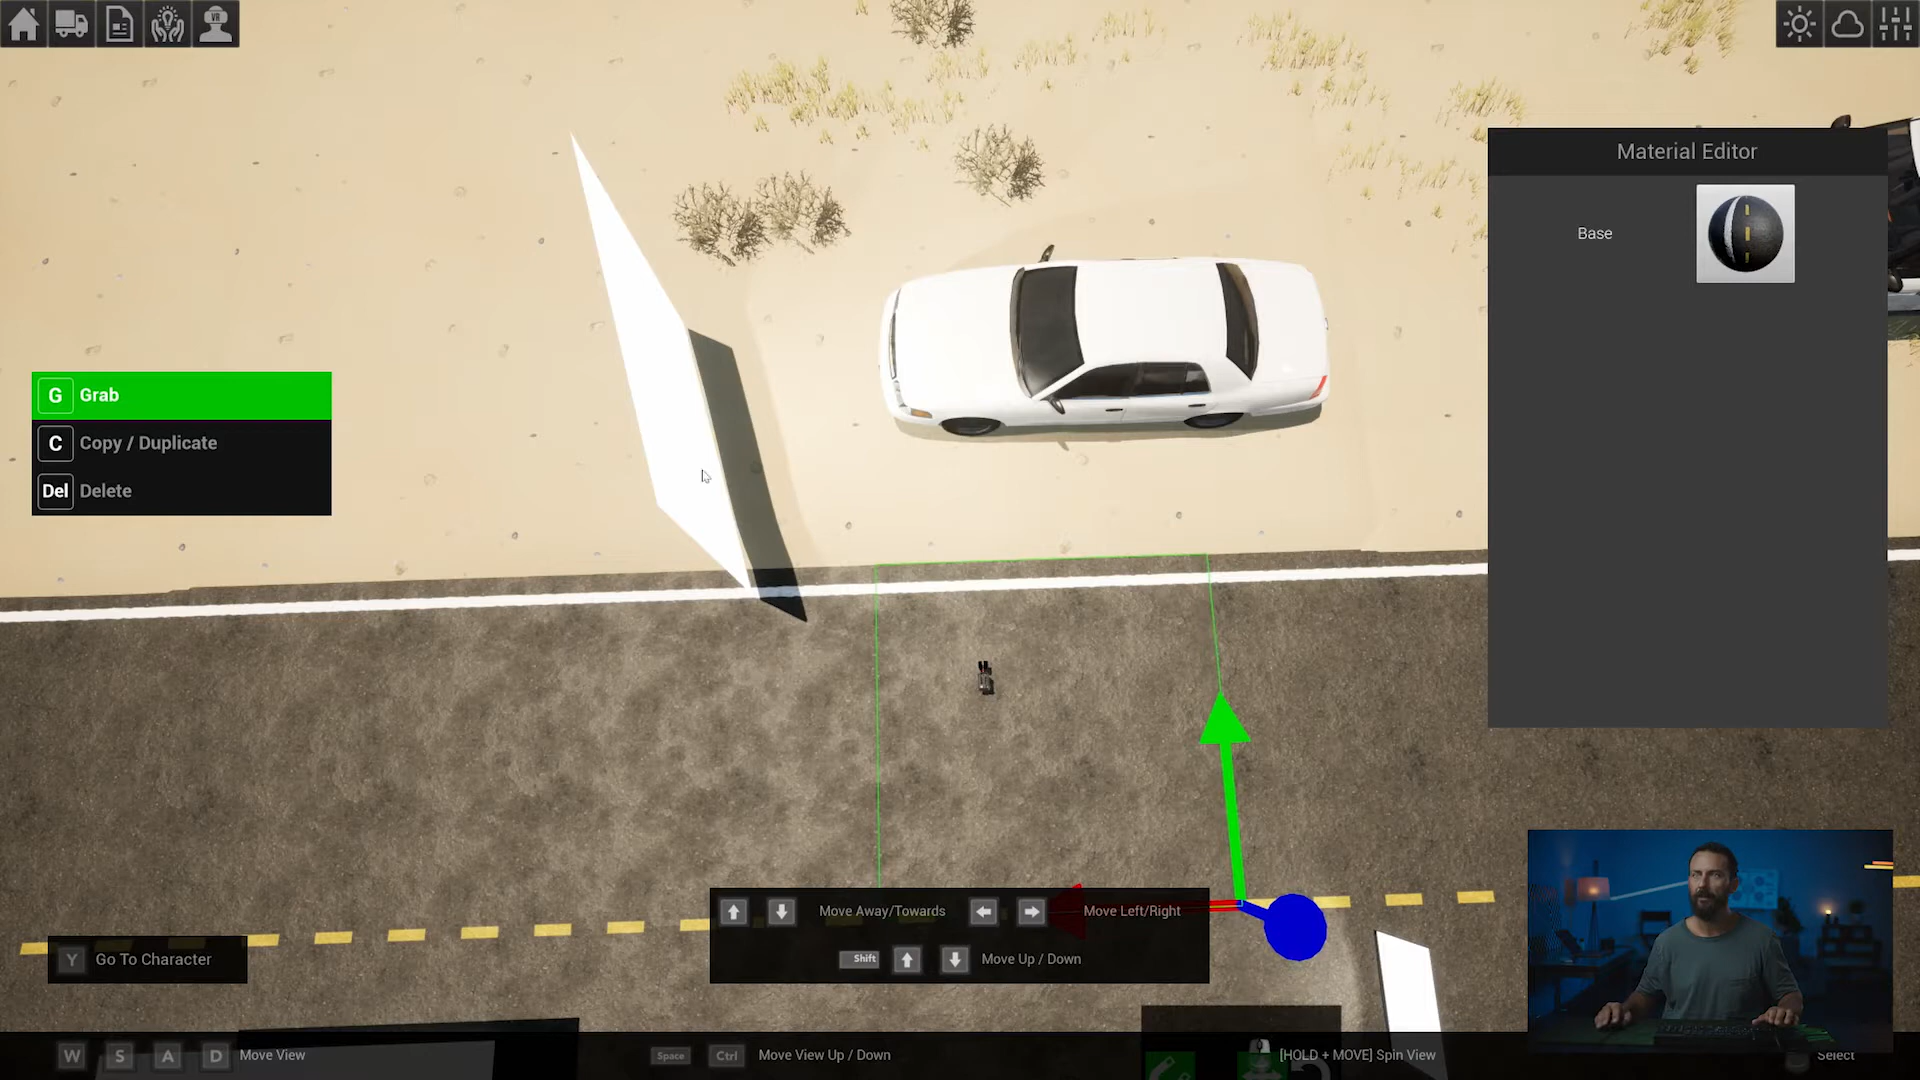 VR
Material Editor
Base
G Grab
C Copy / Duplicate
Del Delete
Move Away/Towards
Move Left/Right
Shift
Move Up / Down
Y Go To Character
W S A D Move View
Space Ctrl Move View Up / Down
[HOLD + MOVE] Spin View
Select